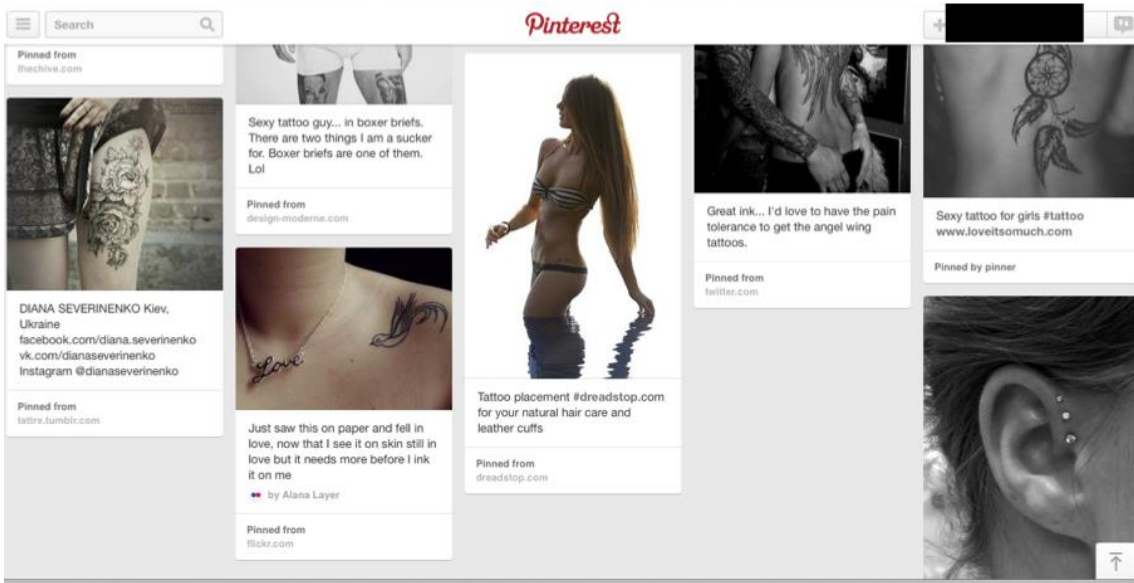 Search
Pinterest
Pinned from
thechive.com
DIANA SEVERINENKO Kiev,
Ukraine
facebook.com/diana.severinenko
vk.com/dianaseverinenko
Instagram @dianaseverinenko
Pinned from
tattrx.tumblr.com
Sexy tattoo guy... in boxer briefs.
There are two things I am a sucker
for. Boxer briefs are one of them.
Lol
Pinned from
design-moderne.com
Love
Just saw this on paper and fell in
love, now that I see it on skin still in
love but it needs more before I ink
it on me
by Alana Layer
Pinned from
flickr.com
Tattoo placement #dreadstop.com
for your natural hair care and
leather cuffs
Pinned from
dreadstop.com
Great ink... I'd love to have the pain
tolerance to get the angel wing
tattoos.
Pinned from
twitter.com
Sexy tattoo for girls #tattoo
www.loveitsomuch.com
Pinned by pinner